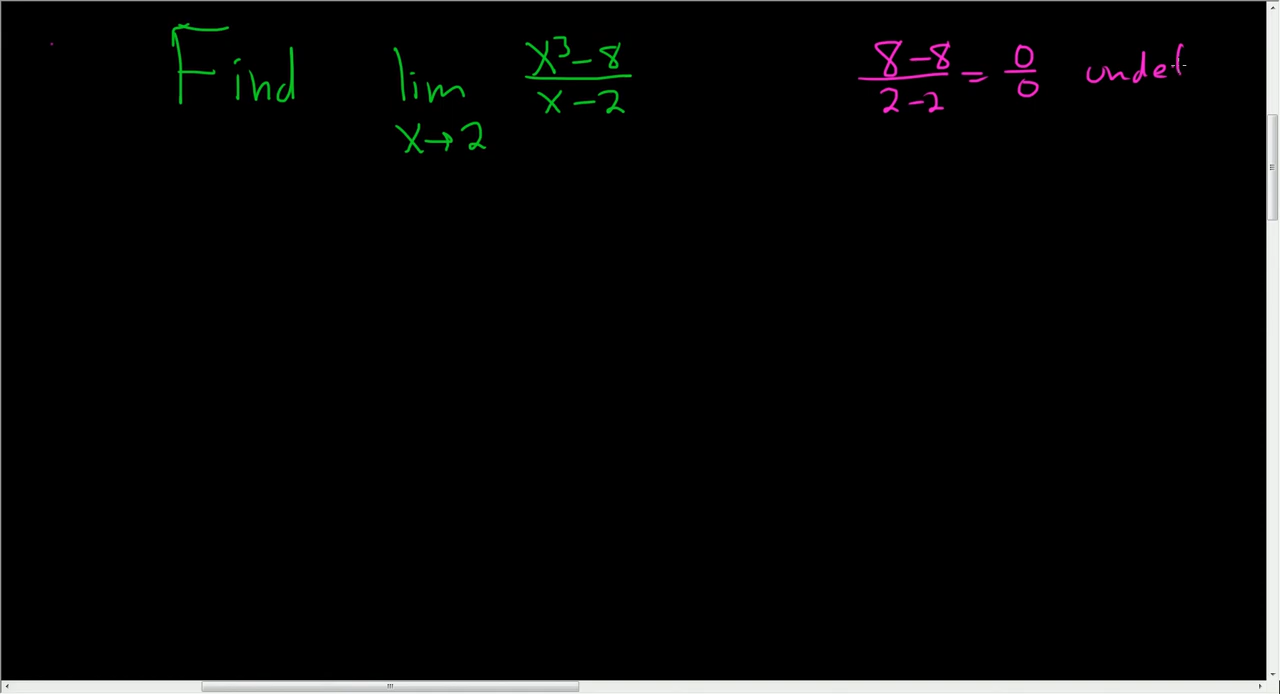 Find lim x→2 (x³-8)/(x-2)
(8-8)/(2-2) = 0/0 undef